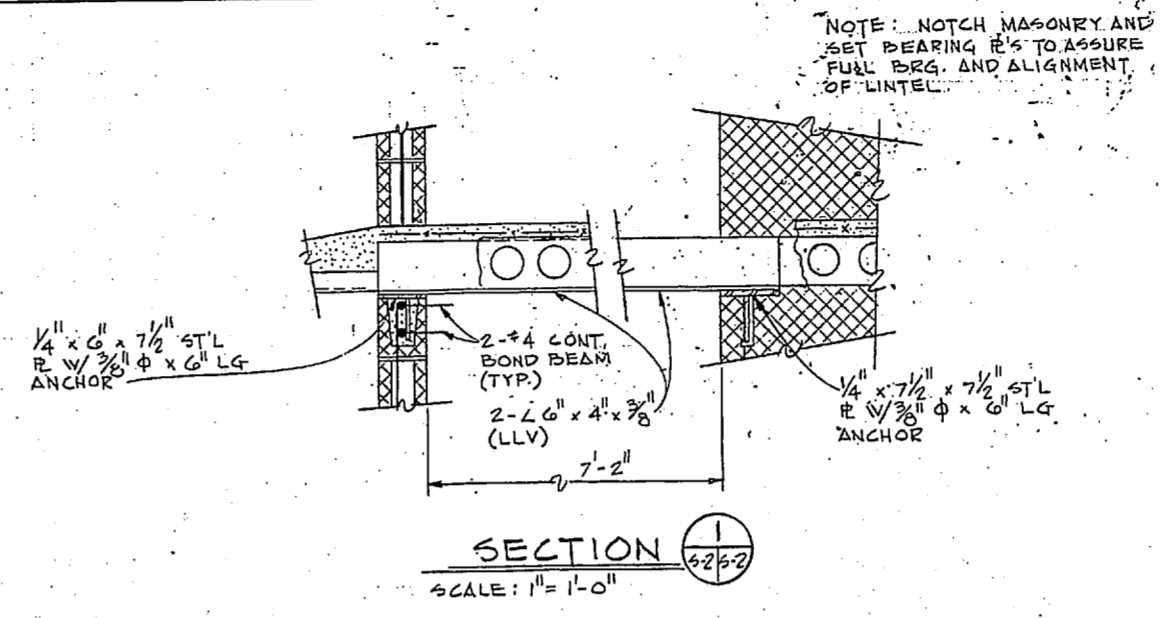 NOTE: NOTCH MASONRY AND
SET BEARING ℄'S TO ASSURE
FULL BRG. AND ALIGNMENT
OF LINTEL.
1/4" x 6" x 7 1/2" ST'L
℄ W/ 3/8" Φ x 6" LG
ANCHOR
2-#4 CONT.
BOND BEAM
(TYP.)
2-∠ 6" x 4" x 3/8"
(LLV)
1/4" x 7 1/2" x 7 1/2" ST'L
℄ W/ 3/8" Φ x 6" LG
ANCHOR
7'-2"
SECTION
1
S-2 S-2
SCALE: 1" = 1'-0"